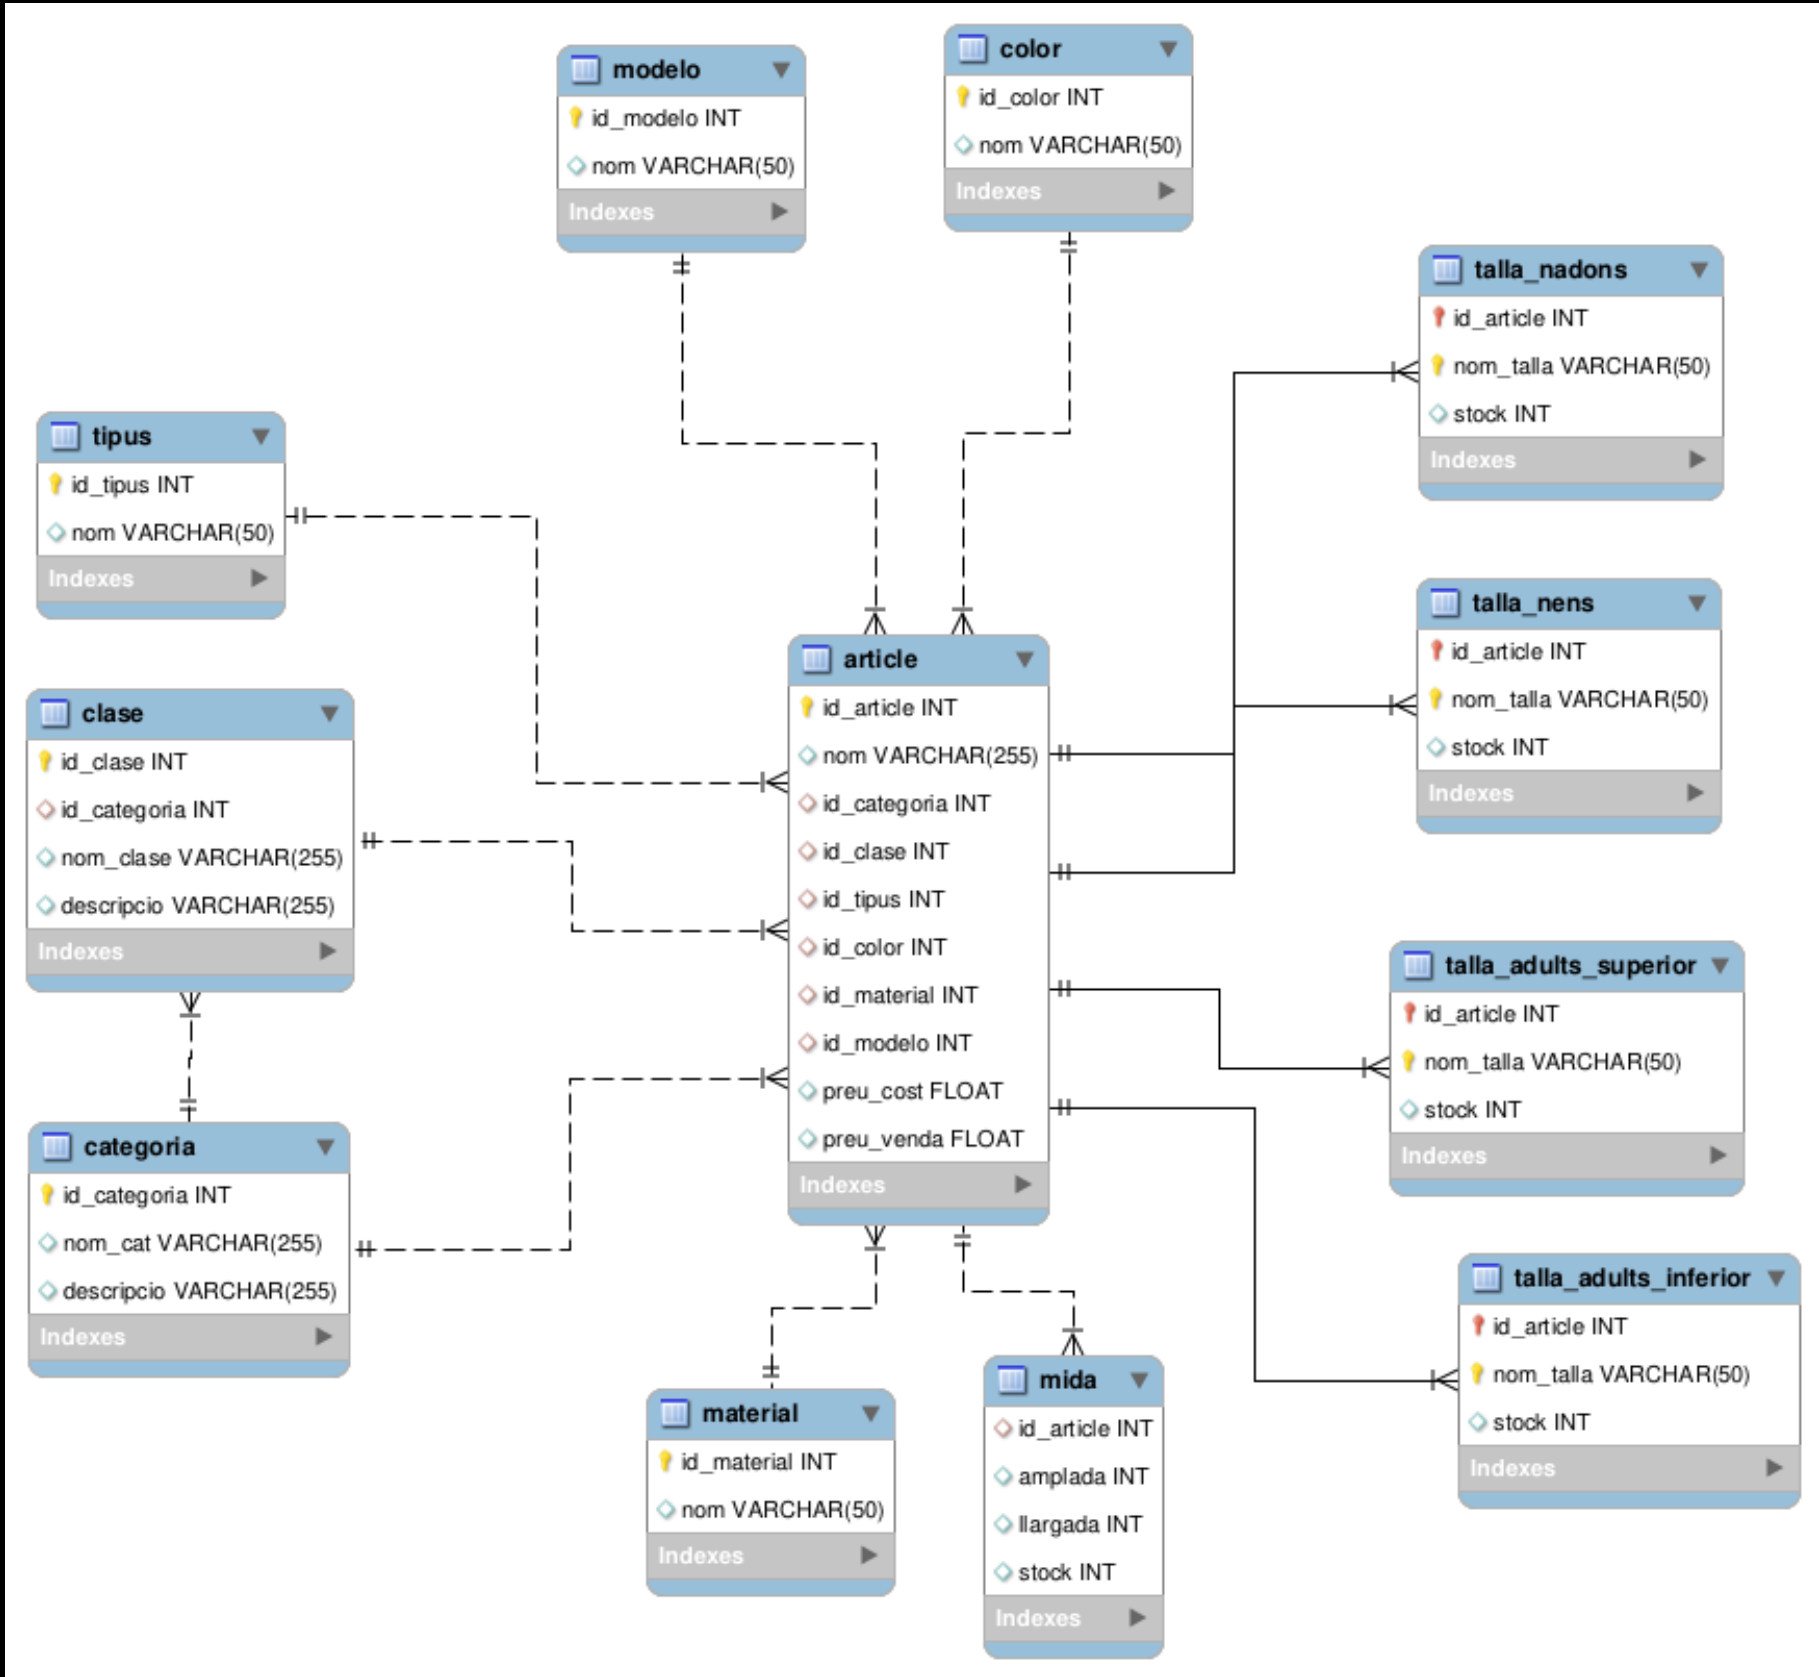 modelo
id_modelo INT
nom VARCHAR(50)
Indexes
color
id_color INT
nom VARCHAR(50)
Indexes
talla_nadons
id_article INT
nom_talla VARCHAR(50)
stock INT
Indexes
tipus
id_tipus INT
nom VARCHAR(50)
Indexes
talla_nens
id_article INT
nom_talla VARCHAR(50)
stock INT
Indexes
clase
id_clase INT
id_categoria INT
nom_clase VARCHAR(255)
descripcio VARCHAR(255)
Indexes
article
id_article INT
nom VARCHAR(255)
id_categoria INT
id_clase INT
id_tipus INT
id_color INT
id_material INT
id_modelo INT
preu_cost FLOAT
preu_venda FLOAT
Indexes
talla_adults_superior
id_article INT
nom_talla VARCHAR(50)
stock INT
Indexes
categoria
id_categoria INT
nom_cat VARCHAR(255)
descripcio VARCHAR(255)
Indexes
talla_adults_inferior
id_article INT
nom_talla VARCHAR(50)
stock INT
Indexes
material
id_material INT
nom VARCHAR(50)
Indexes
mida
id_article INT
amplada INT
llargada INT
stock INT
Indexes